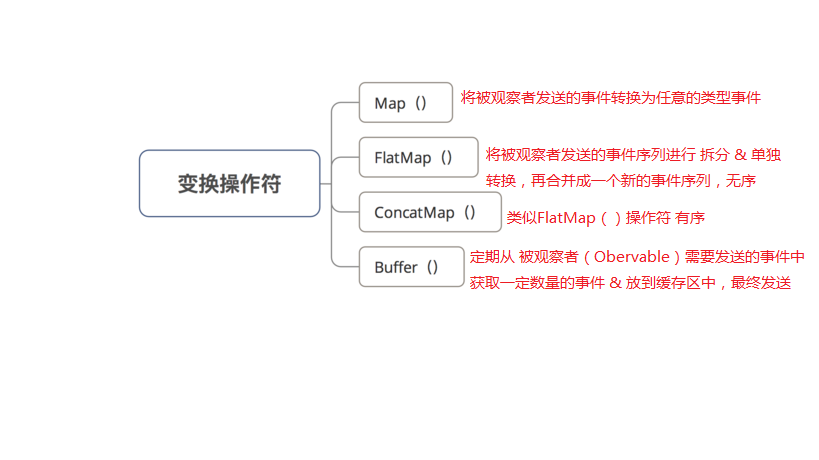 Map（）
将被观察者发送的事件转换为任意的类型事件
FlatMap（）
将被观察者发送的事件序列进行 拆分 & 单独
转换，再合并成一个新的事件序列，无序
变换操作符
ConcatMap（）
类似FlatMap（ ）操作符 有序
Buffer（）
定期从 被观察者（Obervable）需要发送的事件中
获取一定数量的事件 & 放到缓存区中，最终发送